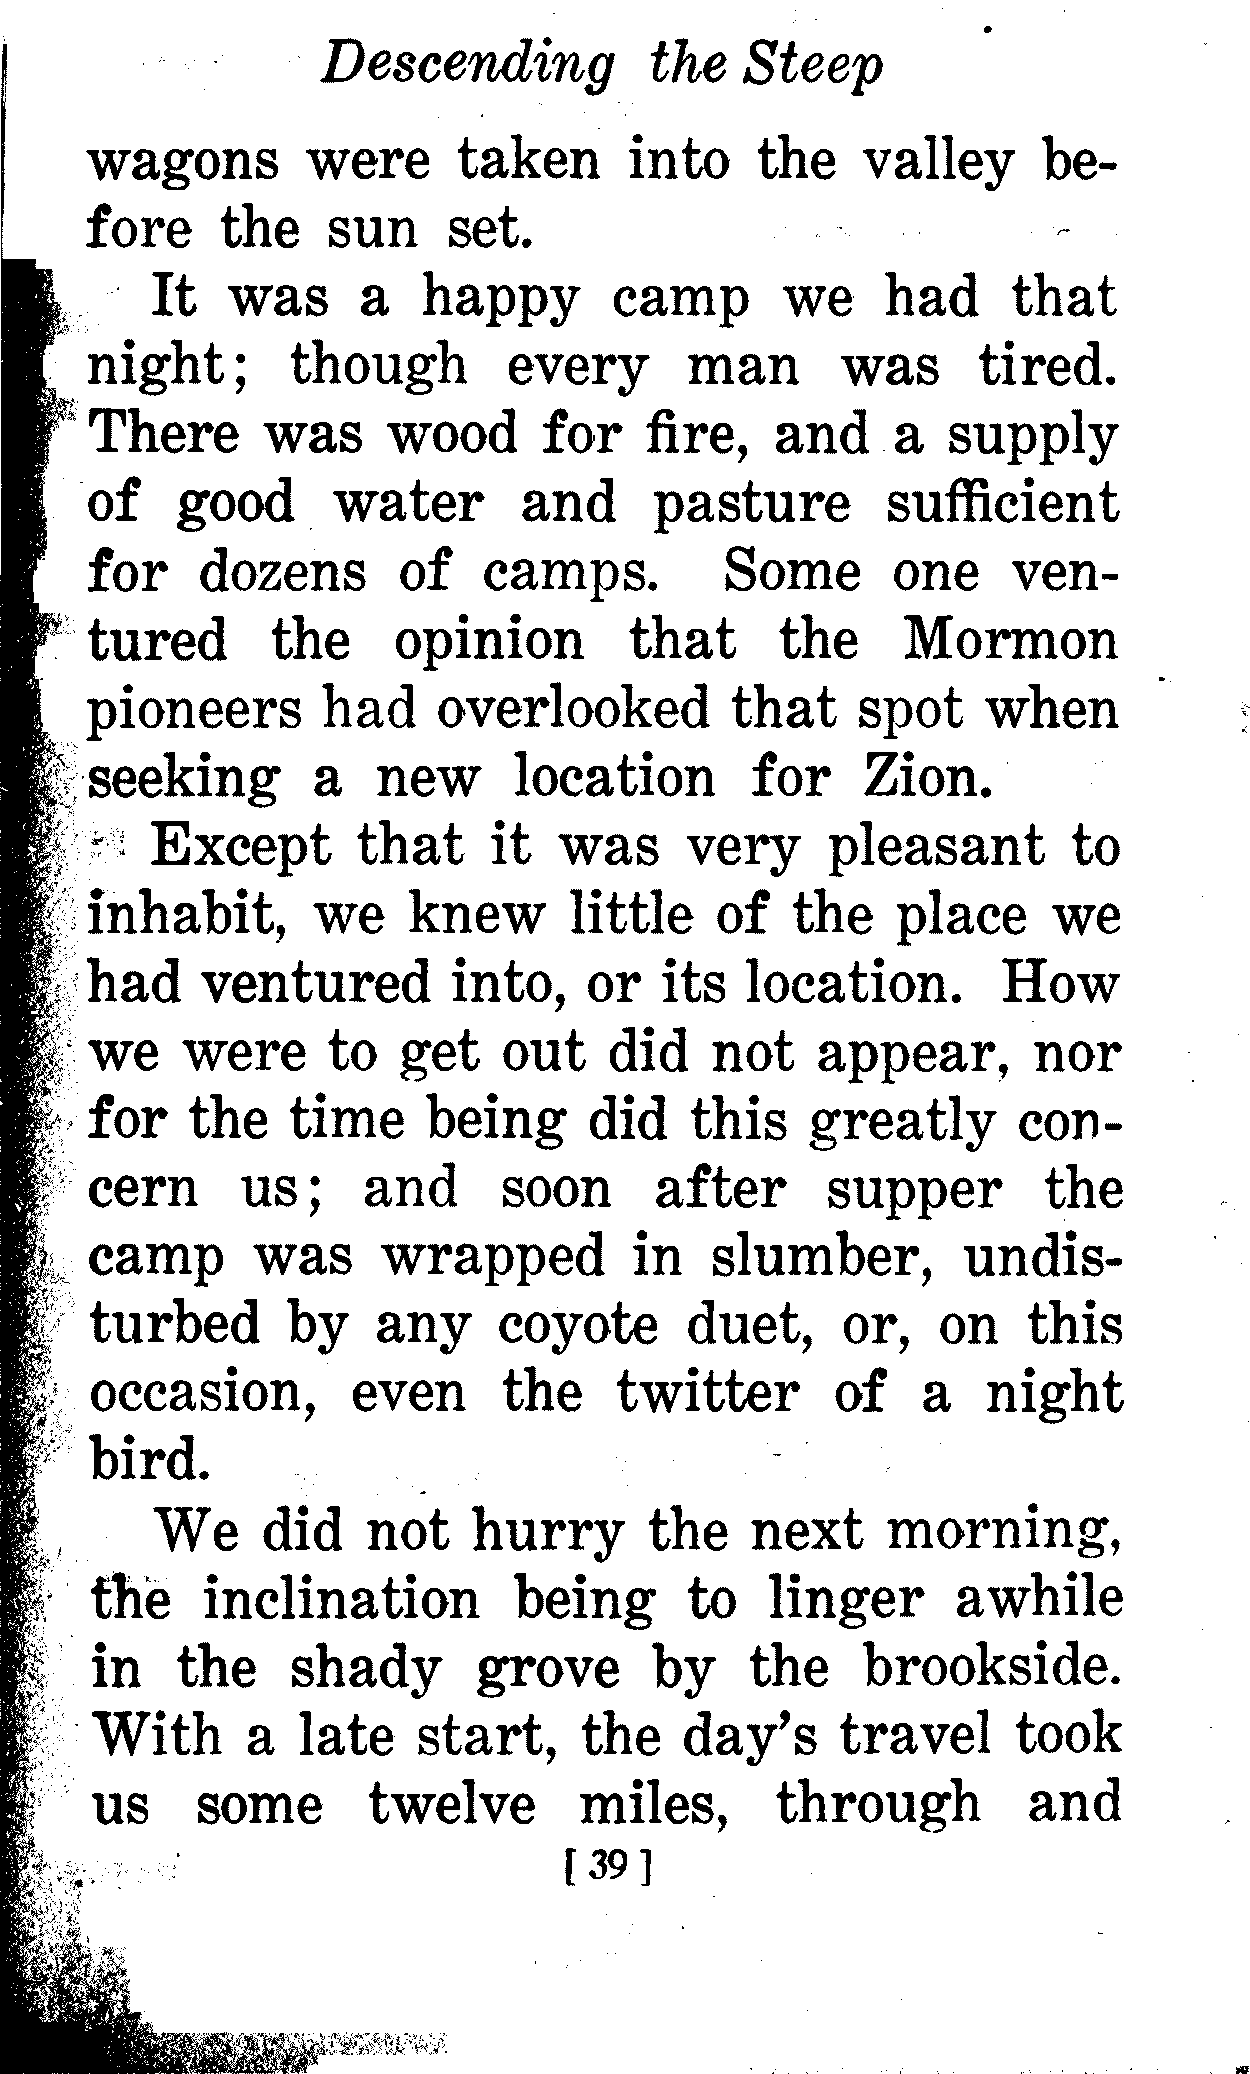 Descending the Steep
wagons were taken into the valley be-
fore the sun set.
It was a happy camp we had that
night; though every man was tired.
There was wood for fire, and a supply
of good water and pasture sufficient
for dozens of camps. Some one ven-
tured the opinion that the Mormon
pioneers had overlooked that spot when
seeking a new location for Zion.
Except that it was very pleasant to
inhabit, we knew little of the place we
had ventured into, or its location. How
we were to get out did not appear, nor
for the time being did this greatly con-
cern us; and soon after supper the
camp was wrapped in slumber, undis-
turbed by any coyote duet, or, on this
occasion, even the twitter of a night
bird.
We did not hurry the next morning,
the inclination being to linger awhile
in the shady grove by the brookside.
With a late start, the day's travel took
us some twelve miles, through and
[ 39 ]